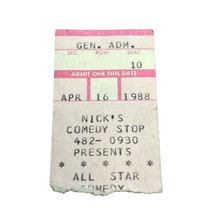 GEN. ADM.
SEC. ROW SEAT
10
ADMIT ONE THIS DATE
APR 16 1988
NICK'S
COMEDY STOP
482- 0930
PRESENTS
* * * * *
ALL STAR
COMEDY